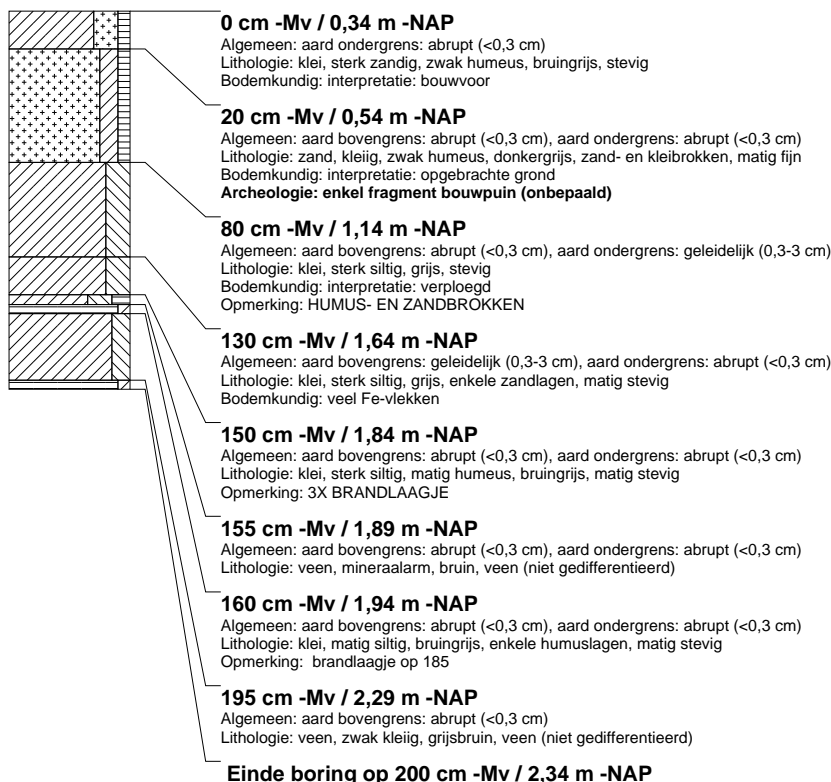 0 cm -Mv / 0,34 m -NAP
Algemeen: aard ondergrens: abrupt (<0,3 cm)
Lithologie: klei, sterk zandig, zwak humeus, bruingrijs, stevig
Bodemkundig: interpretatie: bouwvoor
20 cm -Mv / 0,54 m -NAP
Algemeen: aard bovengrens: abrupt (<0,3 cm), aard ondergrens: abrupt (<0,3 cm)
Lithologie: zand, kleiig, zwak humeus, donkergrijs, zand- en kleibrokken, matig fijn
Bodemkundig: interpretatie: opgebrachte grond
Archeologie: enkel fragment bouwpuin (onbepaald)
80 cm -Mv / 1,14 m -NAP
Algemeen: aard bovengrens: abrupt (<0,3 cm), aard ondergrens: geleidelijk (0,3-3 cm)
Lithologie: klei, sterk siltig, grijs, stevig
Bodemkundig: interpretatie: verploegd
Opmerking: HUMUS- EN ZANDBROKKEN
130 cm -Mv / 1,64 m -NAP
Algemeen: aard bovengrens: geleidelijk (0,3-3 cm), aard ondergrens: abrupt (<0,3 cm)
Lithologie: klei, sterk siltig, grijs, enkele zandlagen, matig stevig
Bodemkundig: veel Fe-vlekken
150 cm -Mv / 1,84 m -NAP
Algemeen: aard bovengrens: abrupt (<0,3 cm), aard ondergrens: abrupt (<0,3 cm)
Lithologie: klei, sterk siltig, matig humeus, bruingrijs, matig stevig
Opmerking: 3X BRANDLAAGJE
155 cm -Mv / 1,89 m -NAP
Algemeen: aard bovengrens: abrupt (<0,3 cm), aard ondergrens: abrupt (<0,3 cm)
Lithologie: veen, mineraalarm, bruin, veen (niet gedifferentieerd)
160 cm -Mv / 1,94 m -NAP
Algemeen: aard bovengrens: abrupt (<0,3 cm), aard ondergrens: abrupt (<0,3 cm)
Lithologie: klei, matig siltig, bruingrijs, enkele humuslagen, matig stevig
Opmerking: brandlaagje op 185
195 cm -Mv / 2,29 m -NAP
Algemeen: aard bovengrens: abrupt (<0,3 cm)
Lithologie: veen, zwak kleiig, grijsbruin, veen (niet gedifferentieerd)
Einde boring op 200 cm -Mv / 2,34 m -NAP